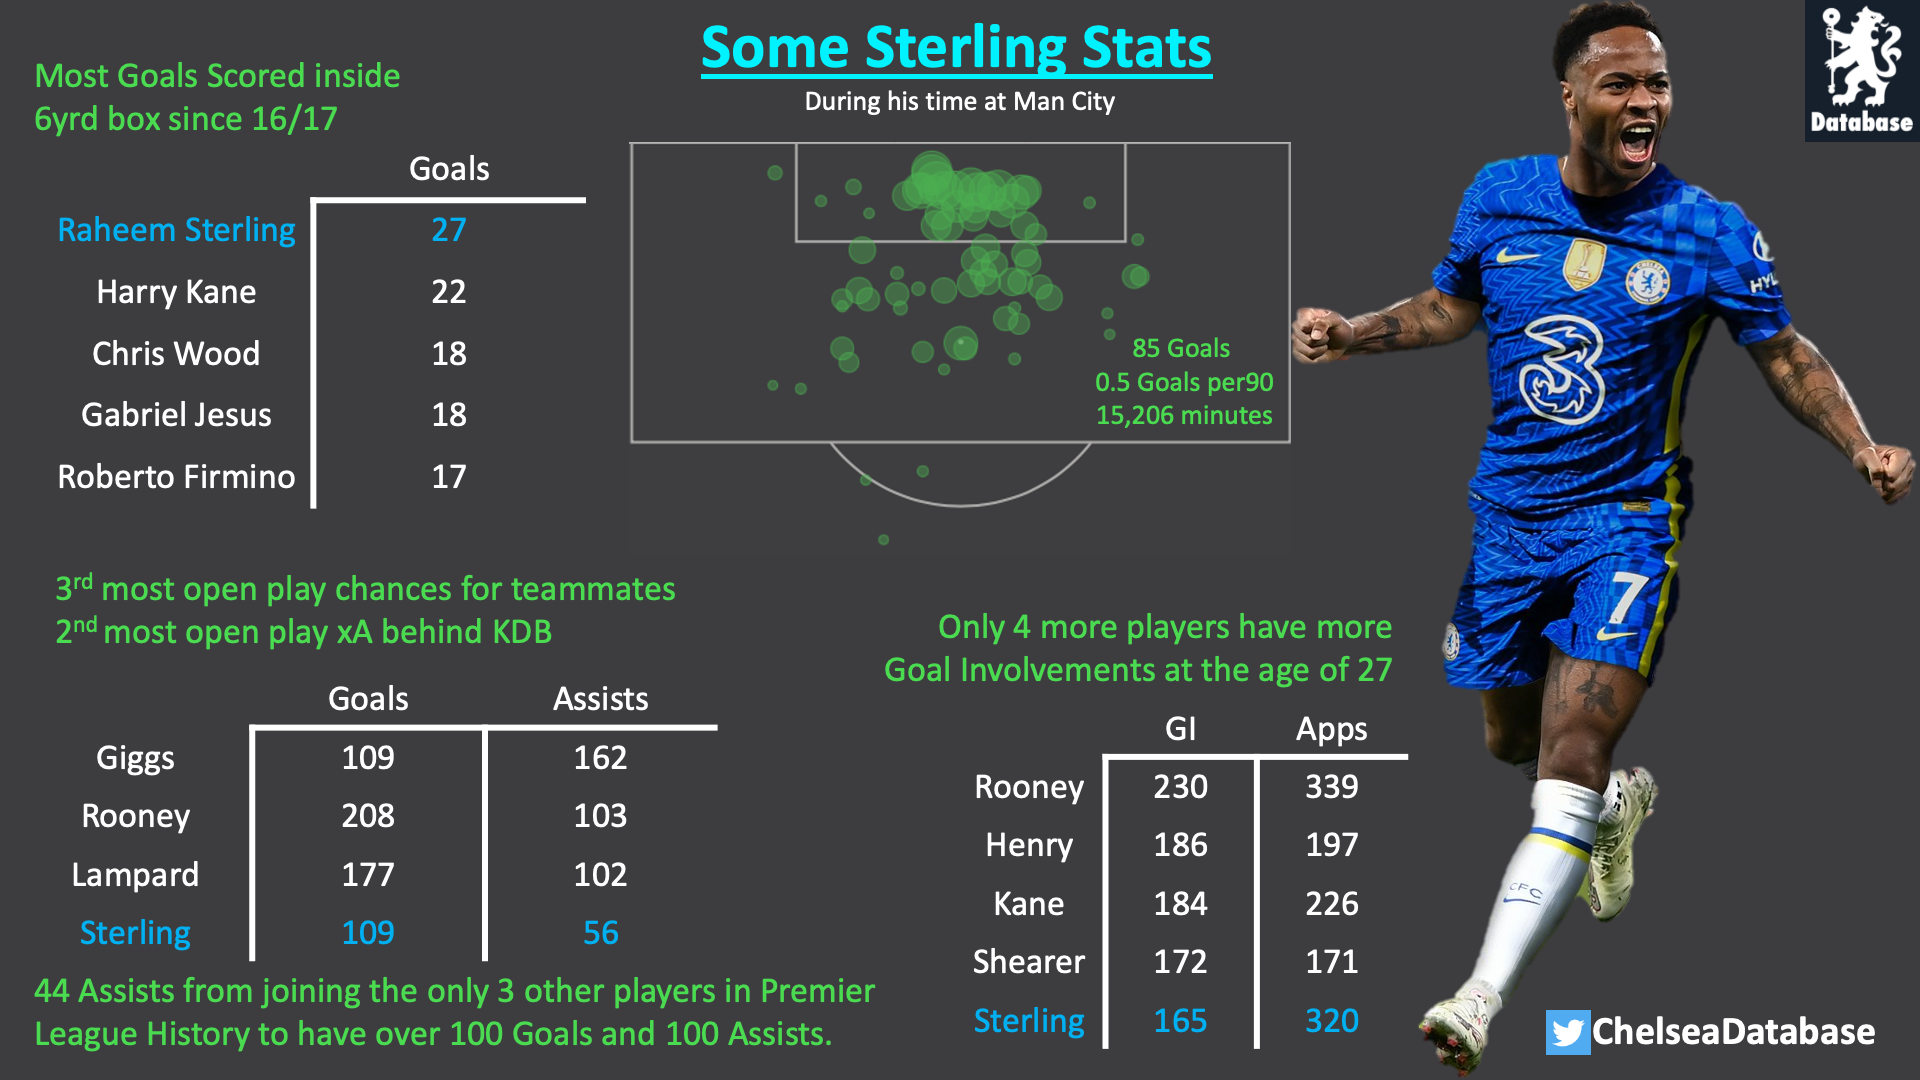 Some Sterling Stats
During his time at Man City
Database
Most Goals Scored inside
6yrd box since 16/17
Goals
Raheem Sterling 27
Harry Kane 22
Chris Wood 18
Gabriel Jesus 18
Roberto Firmino 17
85 Goals
0.5 Goals per90
15,206 minutes
3rd most open play chances for teammates
2nd most open play xA behind KDB
Goals Assists
Giggs 109 162
Rooney 208 103
Lampard 177 102
Sterling 109 56
44 Assists from joining the only 3 other players in Premier
League History to have over 100 Goals and 100 Assists.
Only 4 more players have more
Goal Involvements at the age of 27
GI Apps
Rooney 230 339
Henry 186 197
Kane 184 226
Shearer 172 171
Sterling 165 320
3
7
CFC
ChelseaDatabase